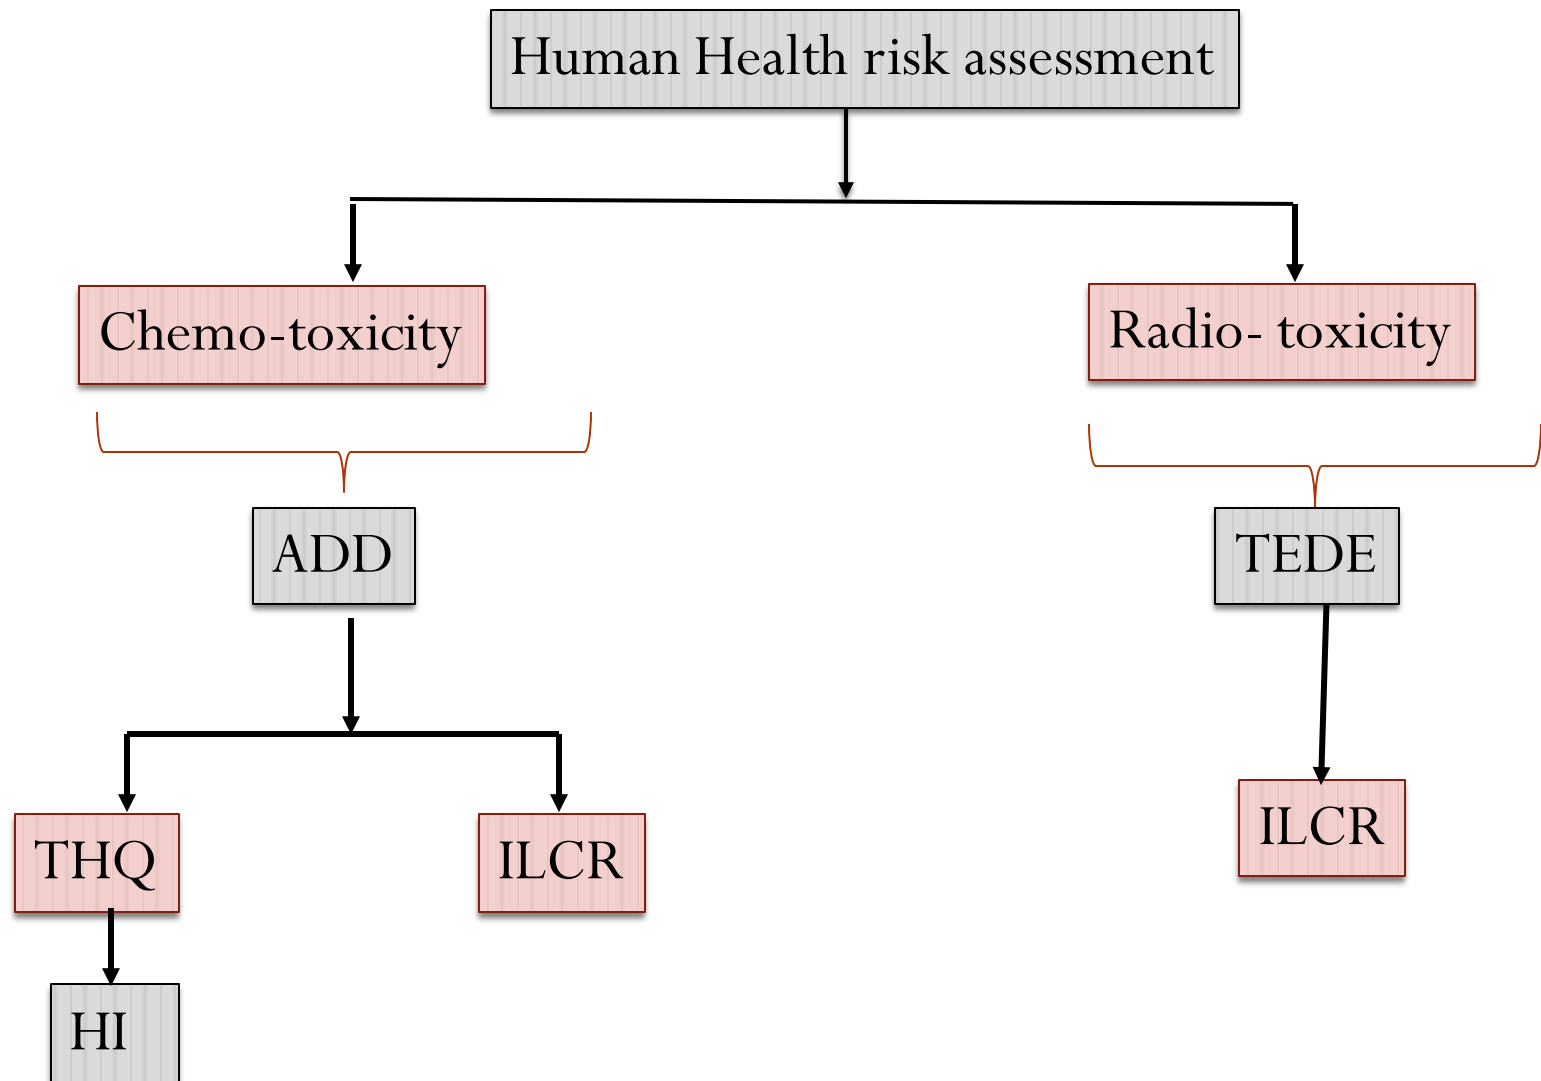 Human Health risk assessment
Chemo-toxicity
Radio- toxicity
ADD
TEDE
THQ
ILCR
ILCR
HI